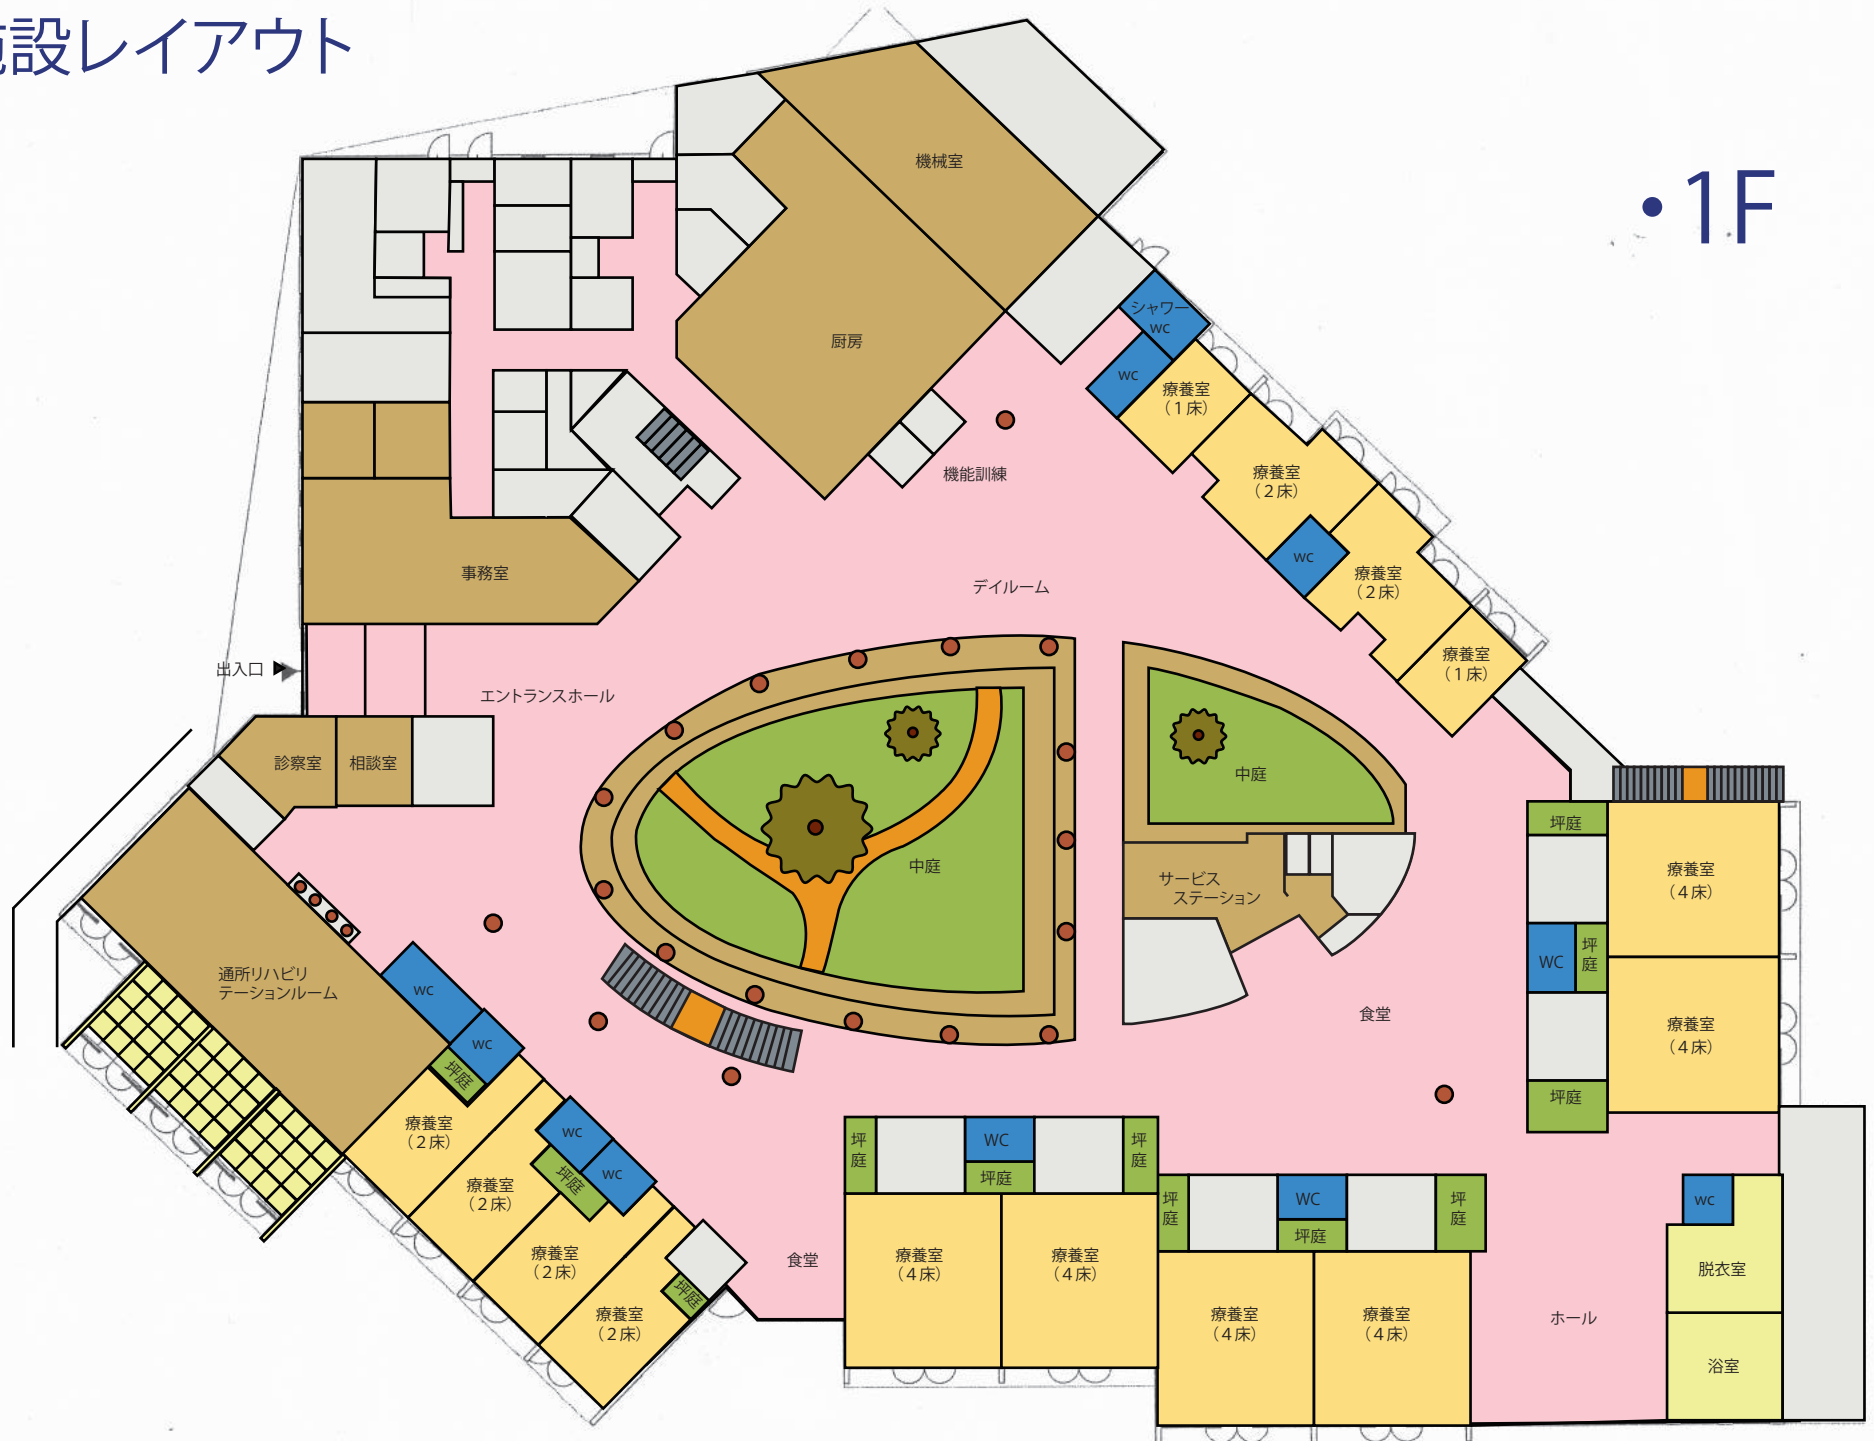 施設レイアウト
・1F
機械室
シャワー
wc
厨房
wc
療養室
（１床）
機能訓練
療養室
（２床）
wc
療養室
（２床）
事務室
デイルーム
療養室
（１床）
出入口
エントランスホール
診察室
相談室
中庭
坪庭
中庭
サービス
ステーション
療養室
（４床）
WC
坪
庭
通所リハビリ
テーションルーム
wc
食堂
療養室
（４床）
wc
坪庭
坪庭
療養室
（２床）
wc
坪
庭
WC
坪庭
坪
庭
wc
坪庭
療養室
（２床）
坪
庭
WC
坪庭
坪
庭
wc
療養室
（２床）
食堂
療養室
（４床）
療養室
（４床）
脱衣室
坪庭
療養室
（２床）
療養室
（４床）
療養室
（４床）
ホール
浴室